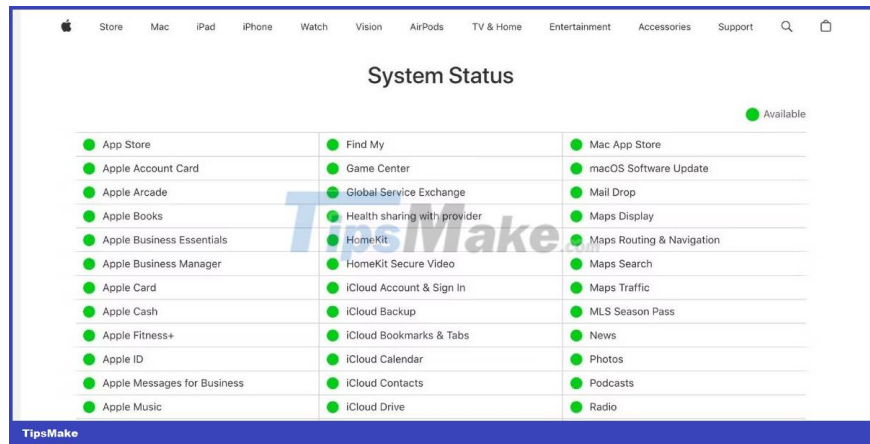 Store Mac iPad iPhone Watch Vision AirPods TV & Home Entertainment Accessories Support
System Status
Available
App Store Find My Mac App Store
Apple Account Card Game Center macOS Software Update
Apple Arcade Global Service Exchange Mail Drop
Apple Books Health sharing with provider Maps Display
Apple Business Essentials HomeKit Maps Routing & Navigation
Apple Business Manager HomeKit Secure Video Maps Search
Apple Card iCloud Account & Sign In Maps Traffic
Apple Cash iCloud Backup MLS Season Pass
Apple Fitness+ iCloud Bookmarks & Tabs News
Apple ID iCloud Calendar Photos
Apple Messages for Business iCloud Contacts Podcasts
Apple Music iCloud Drive Radio
TipsMake.com
TipsMake